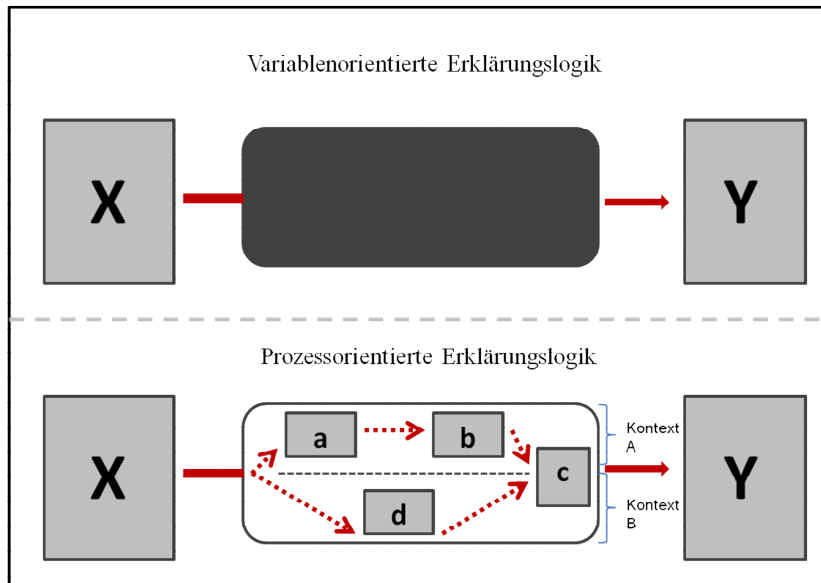 Variablenorientierte Erklärungslogik
X
Y
Prozessorientierte Erklärungslogik
X
a
b
c
d
Kontext
A
Kontext
B
Y